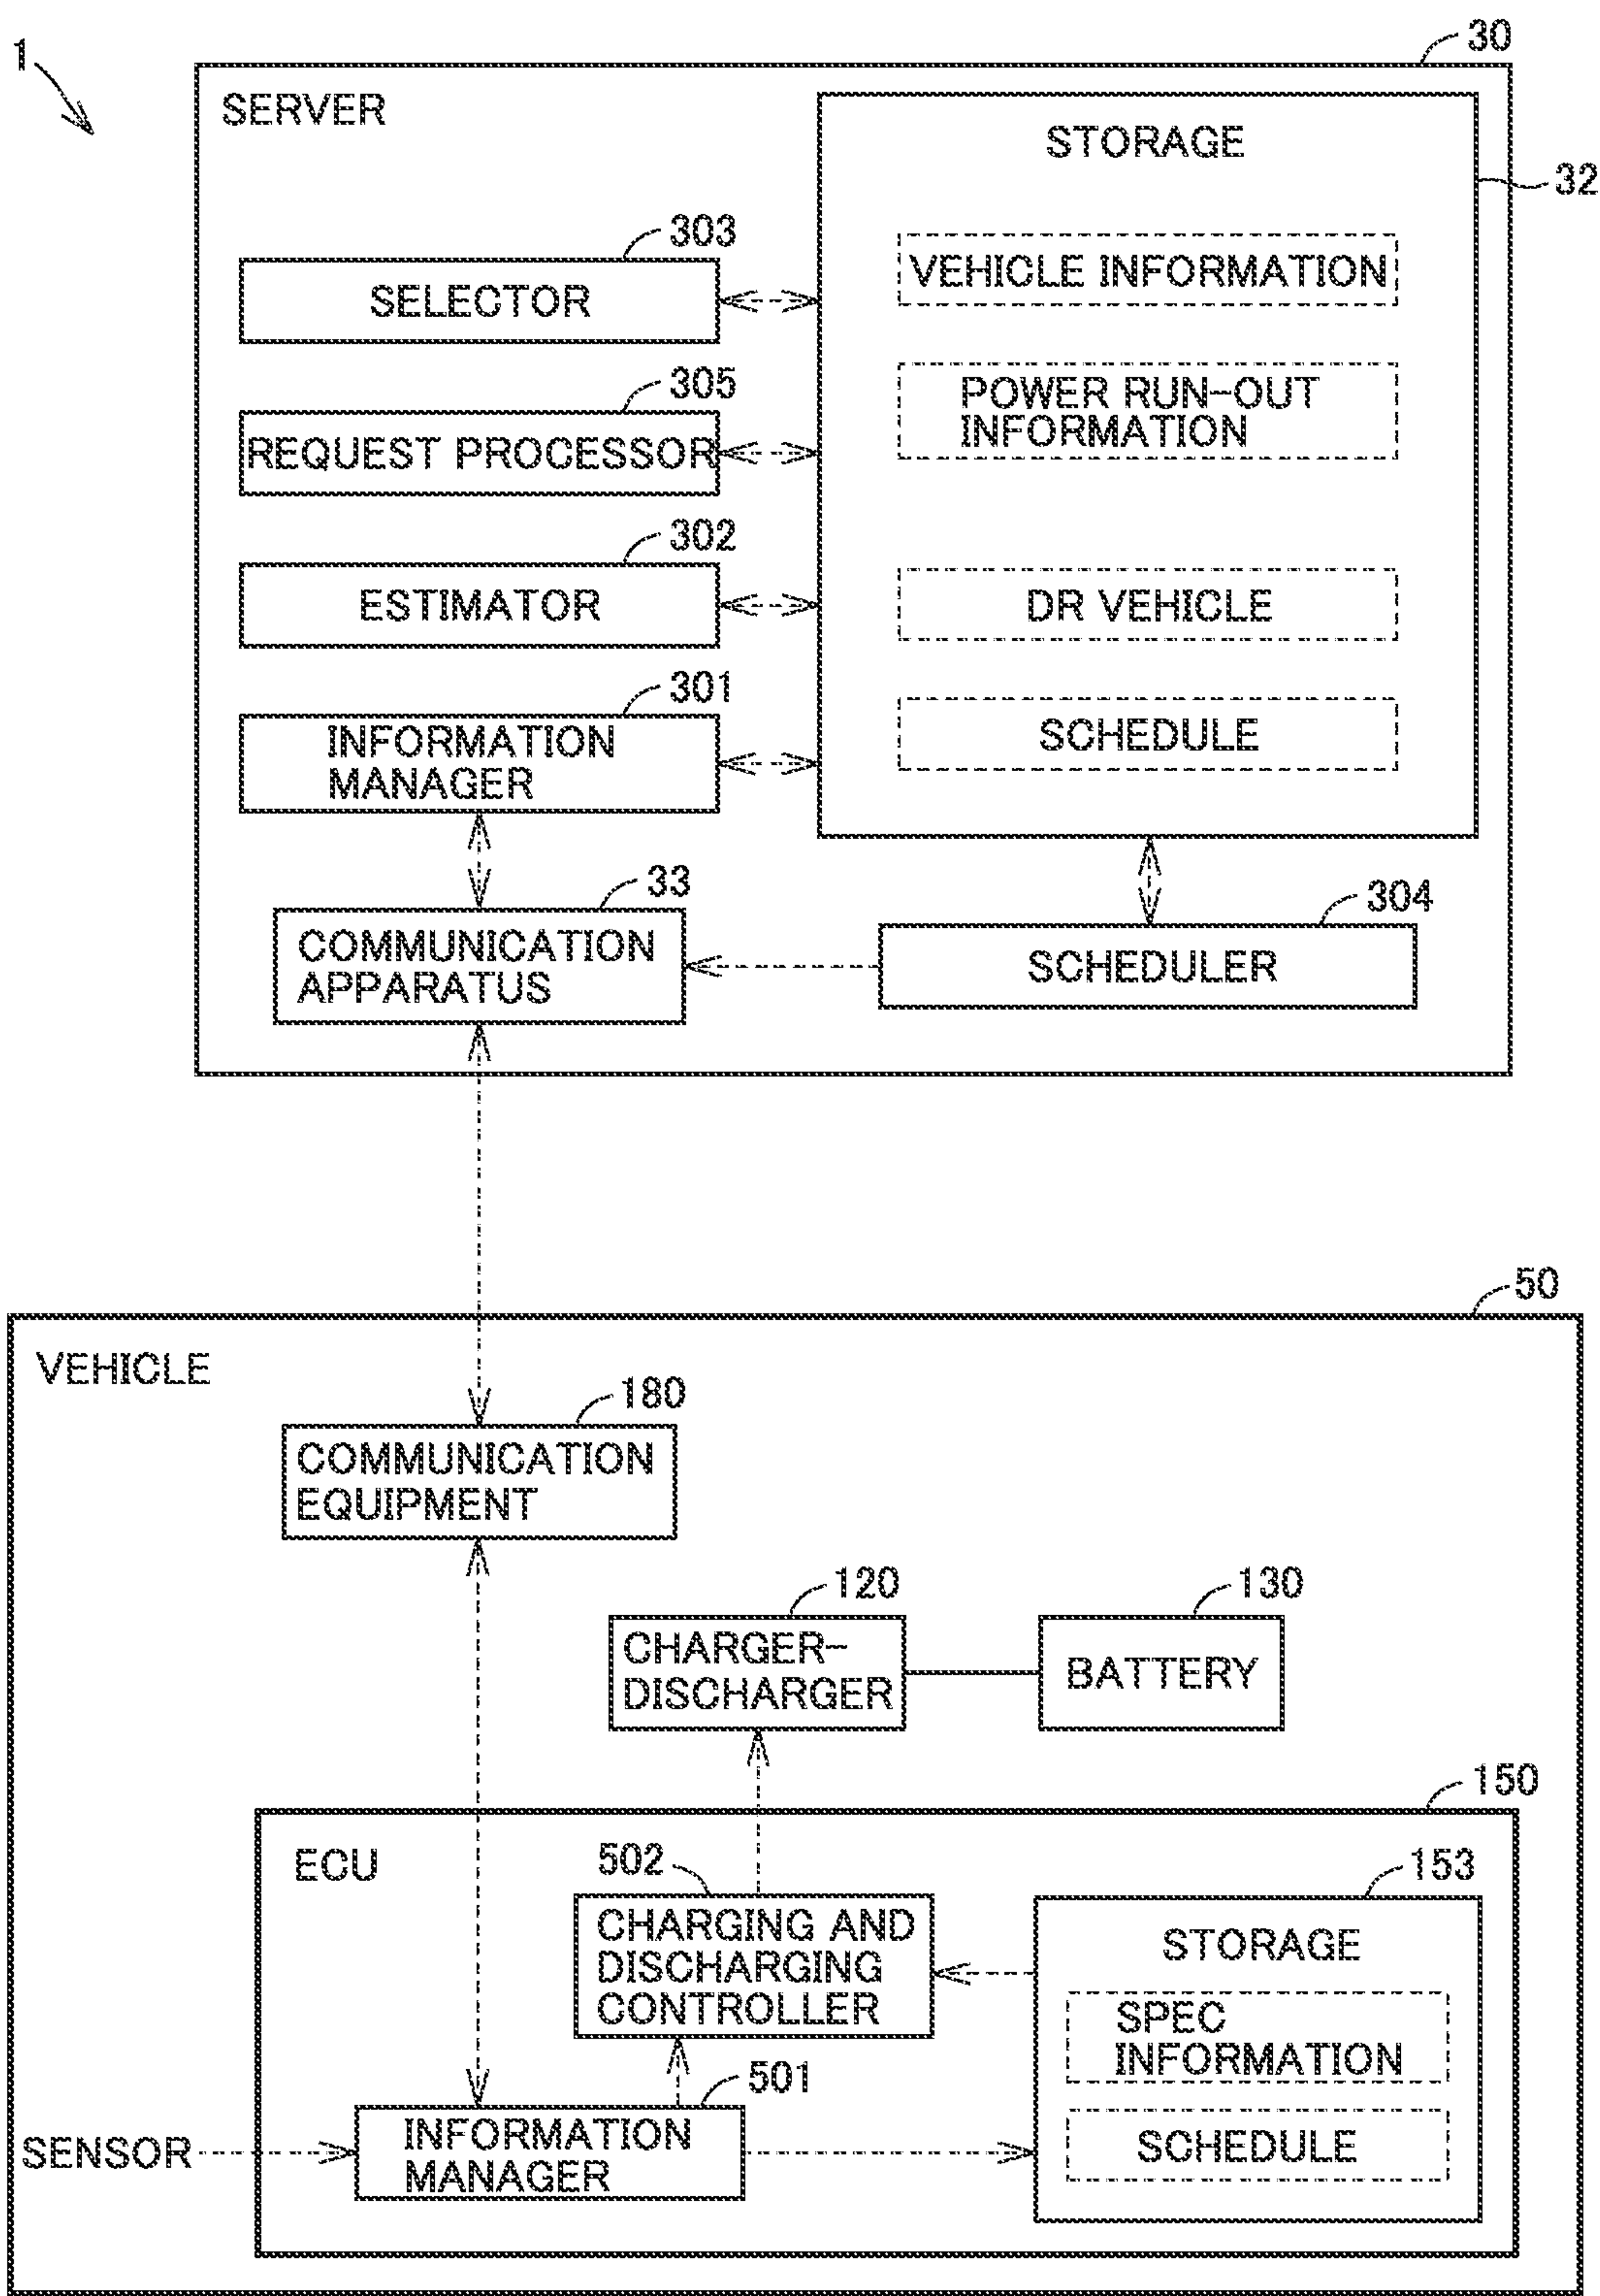 1
30
SERVER
STORAGE
32
303
SELECTOR
VEHICLE INFORMATION
305
REQUEST PROCESSOR
POWER RUN-OUT
INFORMATION
302
ESTIMATOR
DR VEHICLE
301
INFORMATION
MANAGER
SCHEDULE
33
COMMUNICATION
APPARATUS
304
SCHEDULER
50
VEHICLE
180
COMMUNICATION
EQUIPMENT
120
CHARGER-
DISCHARGER
130
BATTERY
150
ECU
502
CHARGING AND
DISCHARGING
CONTROLLER
153
STORAGE
SPEC
INFORMATION
SCHEDULE
501
INFORMATION
MANAGER
SENSOR